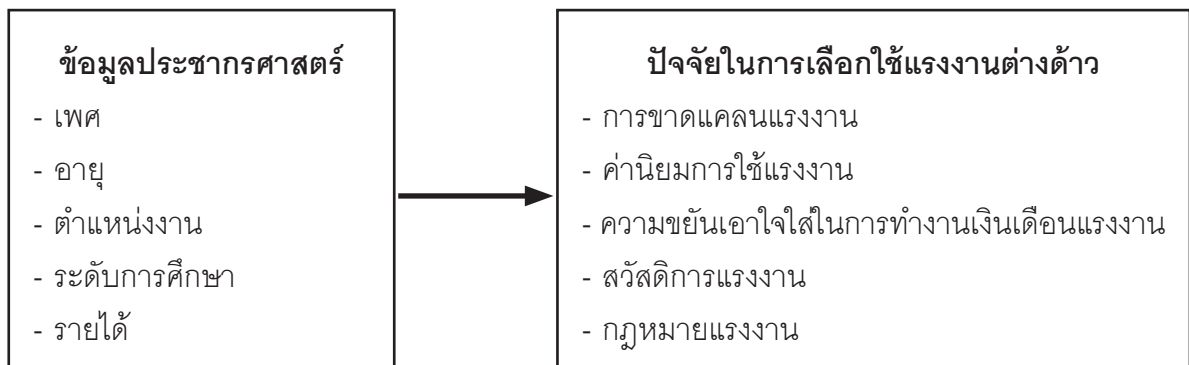 ข้อมูลประชากรศาสตร์
- เพศ
- อายุ
- ตำแหน่งงาน
- ระดับการศึกษา
- รายได้
ปัจจัยในการเลือกใช้แรงงานต่างด้าว
- การขาดแคลนแรงงาน
- ค่านิยมการใช้แรงงาน
- ความขยันเอาใจใส่ในการทำงานเงินเดือนแรงงาน
- สวัสดิการแรงงาน
- กฎหมายแรงงาน